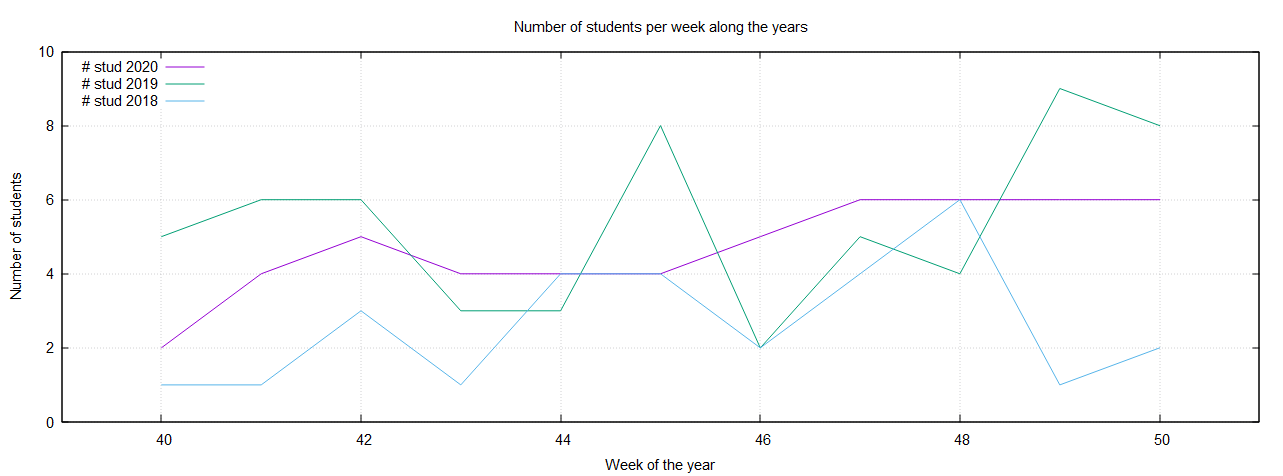 Number of students per week along the years
10
# stud 2020
# stud 2019
# stud 2018
8
6
4
2
0
Number of students
40 42 44 46 48 50
Week of the year